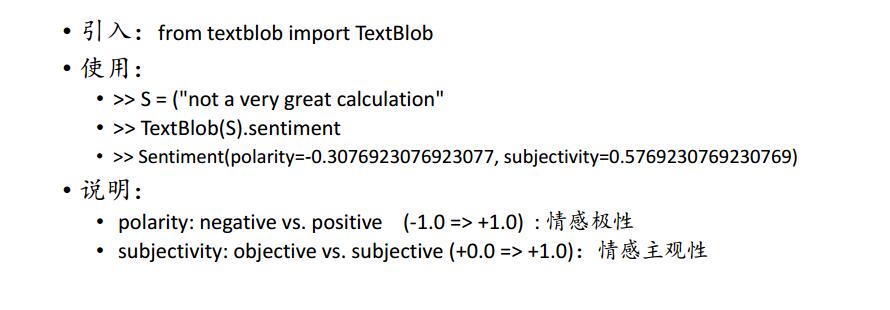 • 引入：from textblob import TextBlob
• 使用：
• >> S = ("not a very great calculation"
• >> TextBlob(S).sentiment
• >> Sentiment(polarity=-0.3076923076923077, subjectivity=0.5769230769230769)
• 说明：
• polarity: negative vs. positive (-1.0 => +1.0) : 情感极性
• subjectivity: objective vs. subjective (+0.0 => +1.0)：情感主观性